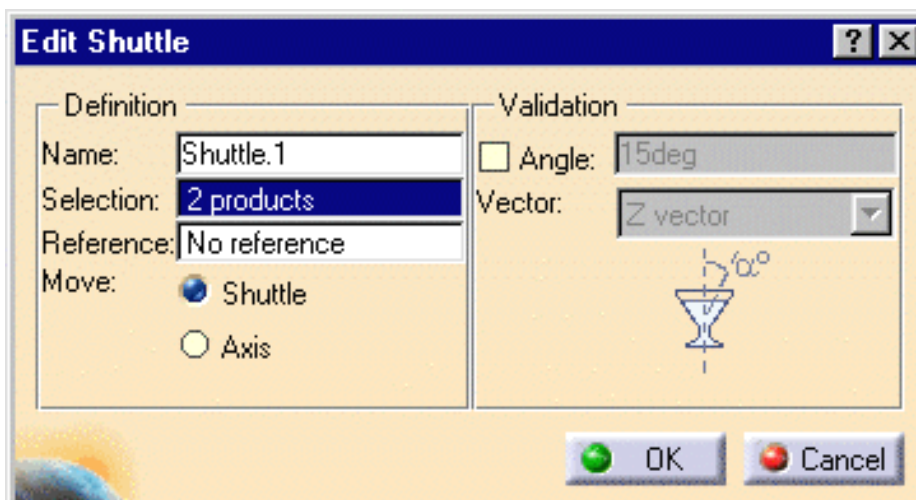 Edit Shuttle
Definition
Name: Shuttle.1
Selection: 2 products
Reference: No reference
Move: Shuttle
Axis
Validation
Angle: 15deg
Vector: Z vector
α°
OK Cancel